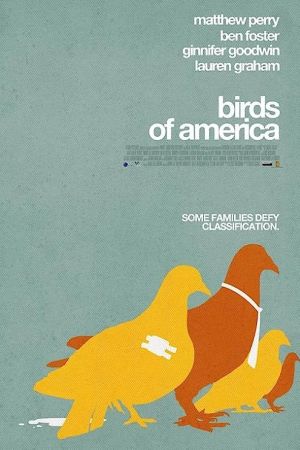 matthew perry
ben foster
ginnifer goodwin
lauren graham
birds
of america
SOME FAMILIES DEFY
CLASSIFICATION.